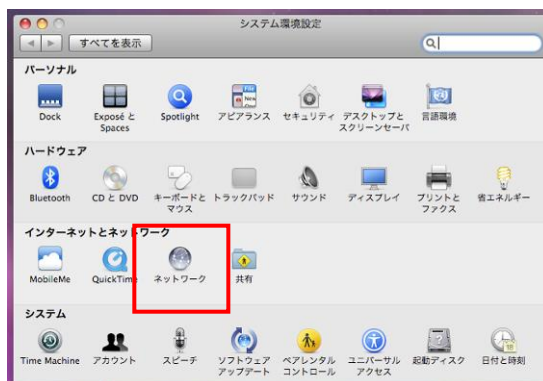 システム環境設定
すべてを表示
パーソナル
Dock
Exposé と
Spaces
Spotlight
アピアランス
セキュリティ
デスクトップと
スクリーンセーバ
言語環境
ハードウェア
Bluetooth
CD と DVD
キーボードと
マウス
トラックパッド
サウンド
ディスプレイ
プリントと
ファクス
省エネルギー
インターネットとネットワーク
MobileMe
QuickTime
ネットワーク
共有
システム
Time Machine
アカウント
スピーチ
ソフトウェア
アップデート
ペアレンタル
コントロール
ユニバーサル
アクセス
起動ディスク
日付と時刻